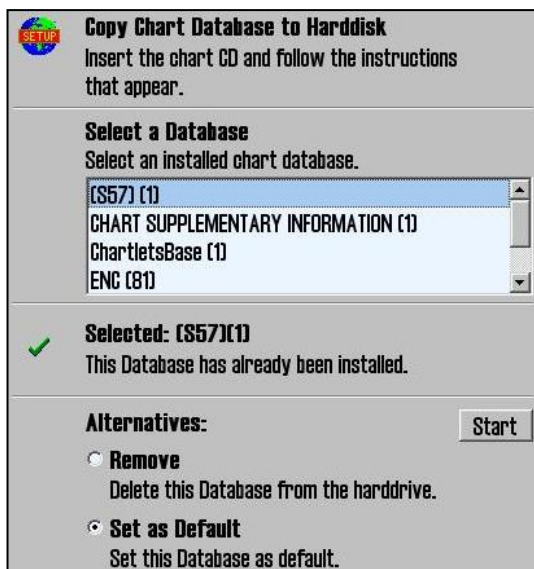 SETUP
Copy Chart Database to Harddisk
Insert the chart CD and follow the instructions
that appear.
Select a Database
Select an installed chart database.
(S57) (1)
CHART SUPPLEMENTARY INFORMATION (1)
ChartletsBase (1)
ENC (81)
Selected: (S57)(1)
This Database has already been installed.
Alternatives:
Start
Remove
Delete this Database from the harddrive.
Set as Default
Set this Database as default.